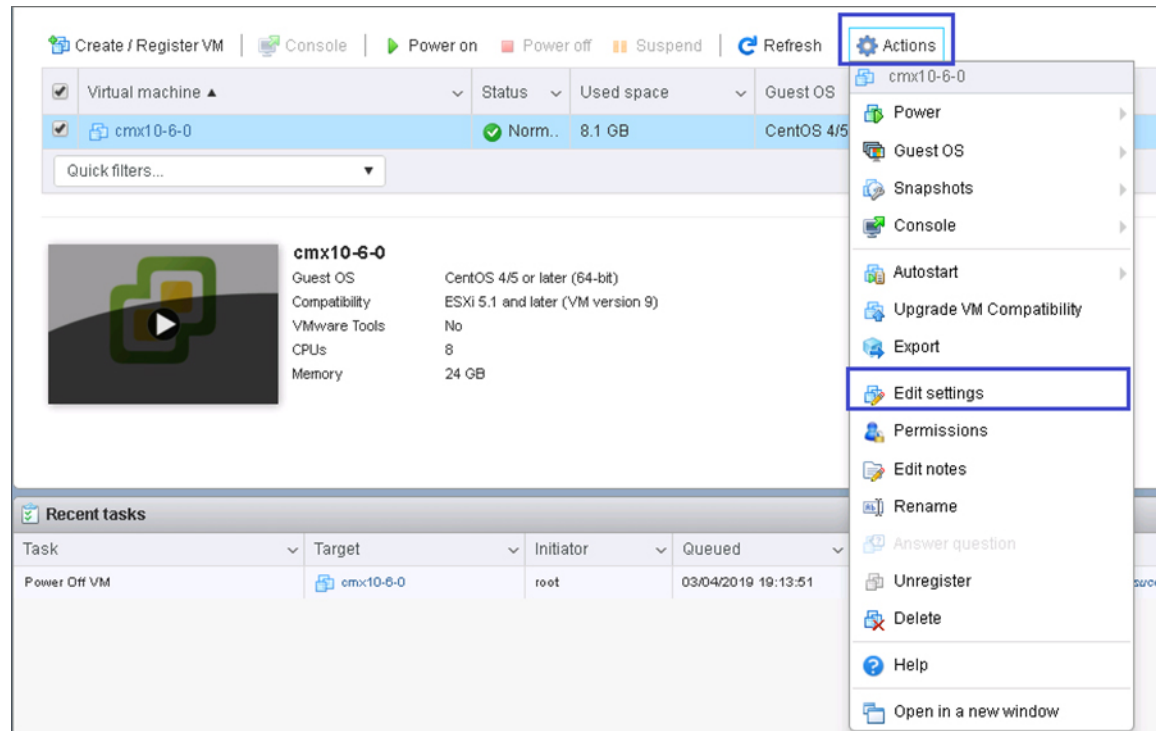 Create / Register VM Console Power on Power off Suspend Refresh Actions
Virtual machine Status Used space Guest OS
cmx10-6-0 Norm.. 8.1 GB CentOS 4/5
Quick filters...
cmx10-6-0
Guest OS CentOS 4/5 or later (64-bit)
Compatibility ESXi 5.1 and later (VM version 9)
VMware Tools No
CPUs 8
Memory 24 GB
cmx10-6-0
Power
Guest OS
Snapshots
Console
Autostart
Upgrade VM Compatibility
Export
Edit settings
Permissions
Edit notes
Rename
Answer question
Unregister
Delete
Help
Open in a new window
Recent tasks
Task Target Initiator Queued
Power Off VM cmx10-6-0 root 03/04/2019 19:13:51